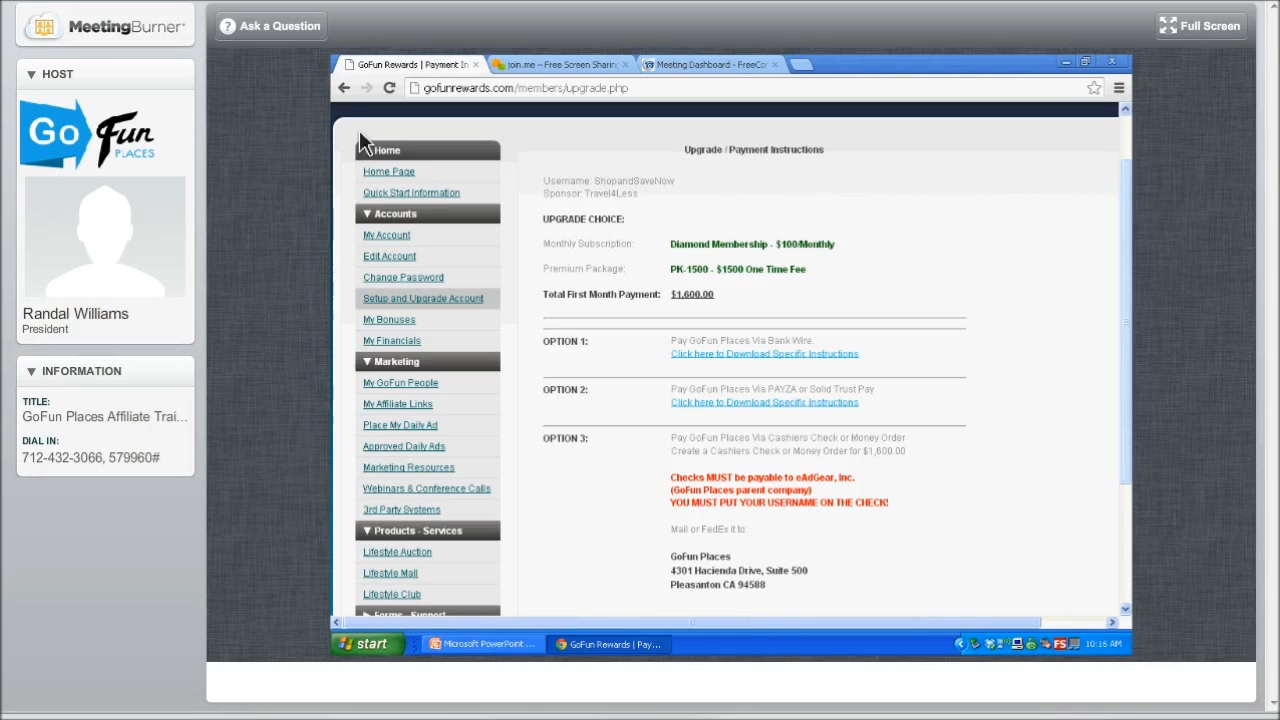 MeetingBurner
Ask a Question
Full Screen
HOST
Go Fun
PLACES
Randal Williams
President
INFORMATION
TITLE:
GoFun Places Affiliate Trai...
DIAL IN:
712-432-3066, 579960#
GoFun Rewards | Payment In
join.me – Free Screen Sharing
Meeting Dashboard - FreeCon
gofunrewards.com/members/upgrade.php
Home
Home Page
Quick Start Information
Accounts
My Account
Edit Account
Change Password
Setup and Upgrade Account
My Bonuses
My Financials
Marketing
My GoFun People
My Affiliate Links
Place My Daily Ad
Approved Daily Ads
Marketing Resources
Webinars & Conference Calls
3rd Party Systems
Products - Services
Lifestyle Auction
Lifestyle Mall
Lifestyle Club
Forms - Support
Upgrade / Payment Instructions
Username: ShopandSaveNow
Sponsor: Travel4Less
UPGRADE CHOICE:
Monthly Subscription: Diamond Membership - $100/Monthly
Premium Package: PK-1500 - $1500 One Time Fee
Total First Month Payment: $1,600.00
OPTION 1: Pay GoFun Places Via Bank Wire.
Click here to Download Specific Instructions
OPTION 2: Pay GoFun Places Via PAYZA or Solid Trust Pay
Click here to Download Specific Instructions
OPTION 3: Pay GoFun Places Via Cashiers Check or Money Order
Create a Cashiers Check or Money Order for $1,600.00
Checks MUST be payable to eAdGear, Inc.
(GoFun Places parent company)
YOU MUST PUT YOUR USERNAME ON THE CHECK!
Mail or FedEx it to:
GoFun Places
4301 Hacienda Drive, Suite 500
Pleasanton CA 94588
start
Microsoft PowerPoint ...
GoFun Rewards | Pay...
FS
10:16 AM